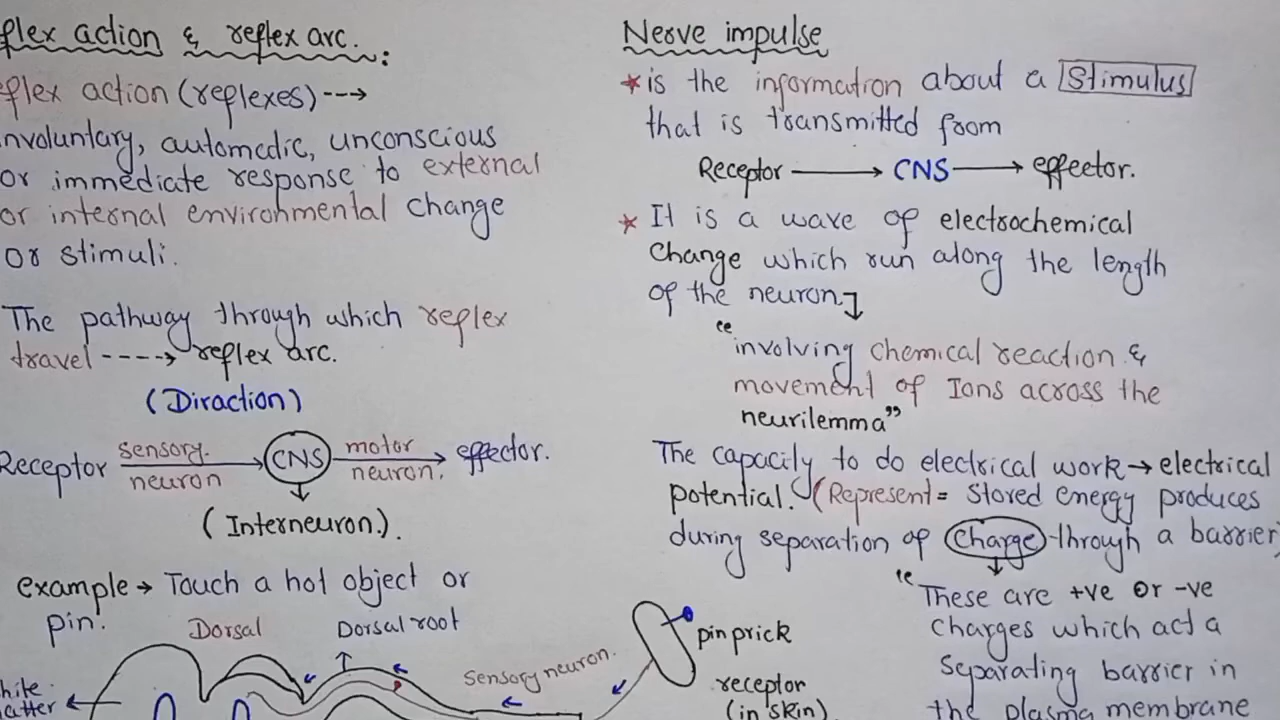 flex action & reflex arc. :
flex action (reflexes) --->
nvoluntary, automatic, unconscious
or immediate response to external
or internal environmental change
or stimuli.
The pathway through which reflex
travel ----> reflex arc.
(Diraction)
Receptor sensory neuron → CNS motor neuron. → effector.
(Interneuron.).
example → Touch a hot object or
pin.
Dorsal
Dorsal root
hite
atter
Nerve impulse
* is the information about a Stimulus
that is transmitted from
Receptor → CNS → effector.
* It is a wave of electrochemical
Change which run along the length
of the neuron
"involving chemical reaction &
movement of Ions across the
neurilemma"
The capacity to do electrical work → electrical
potential. (Represent = Stored energy produces
during separation of Charge through a barrier
"These are +ve or -ve
charges which act a
separating barrier in
the plasma membrane
Sensory neuron.
pin prick
receptor
(in skin)